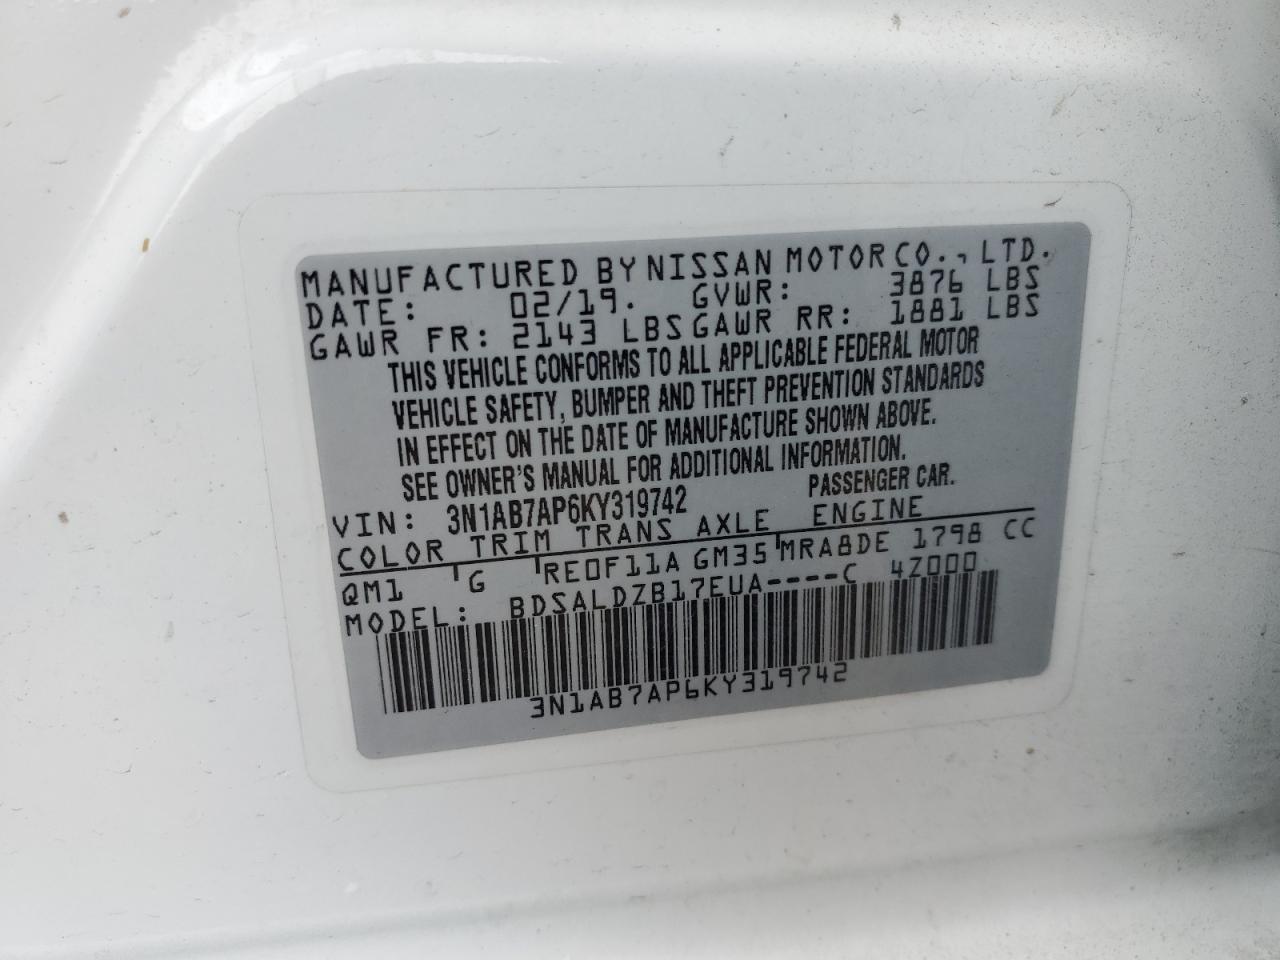 MANUFACTURED BY NISSAN MOTOR CO., LTD.
DATE: 02/19. GVWR: 3876 LBS
GAWR FR: 2143 LBS GAWR RR: 1881 LBS
THIS VEHICLE CONFORMS TO ALL APPLICABLE FEDERAL MOTOR
VEHICLE SAFETY, BUMPER AND THEFT PREVENTION STANDARDS
IN EFFECT ON THE DATE OF MANUFACTURE SHOWN ABOVE.
SEE OWNER'S MANUAL FOR ADDITIONAL INFORMATION.
VIN: 3N1AB7AP6KY319742 PASSENGER CAR.
COLOR TRIM TRANS AXLE ENGINE
QM1 G RE0F11A GM35 MRA8DE 1798 CC
MODEL: BDSALDZB17EUA----C 4Z000
3N1AB7AP6KY319742